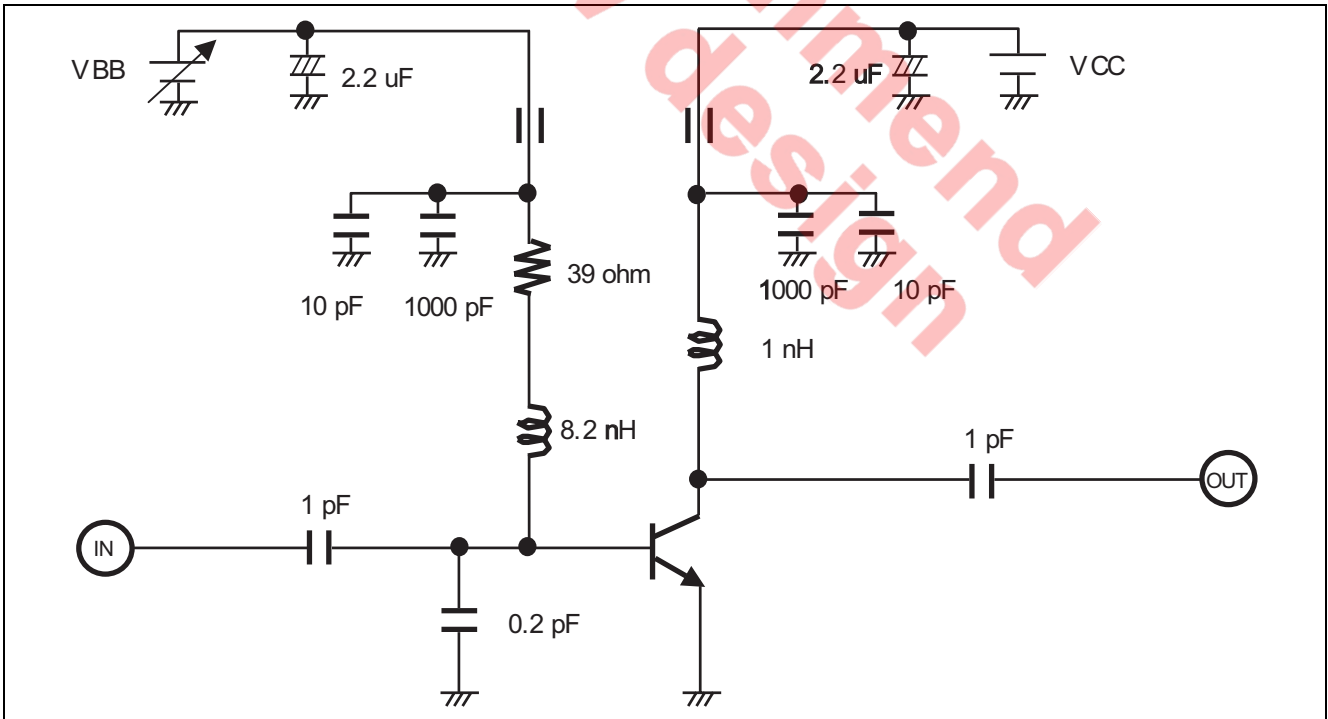 VBB
2.2 uF
2.2 uF
VCC
10 pF
1000 pF
39 ohm
1000 pF
10 pF
1 nH
8.2 nH
1 pF
OUT
1 pF
IN
0.2 pF
design